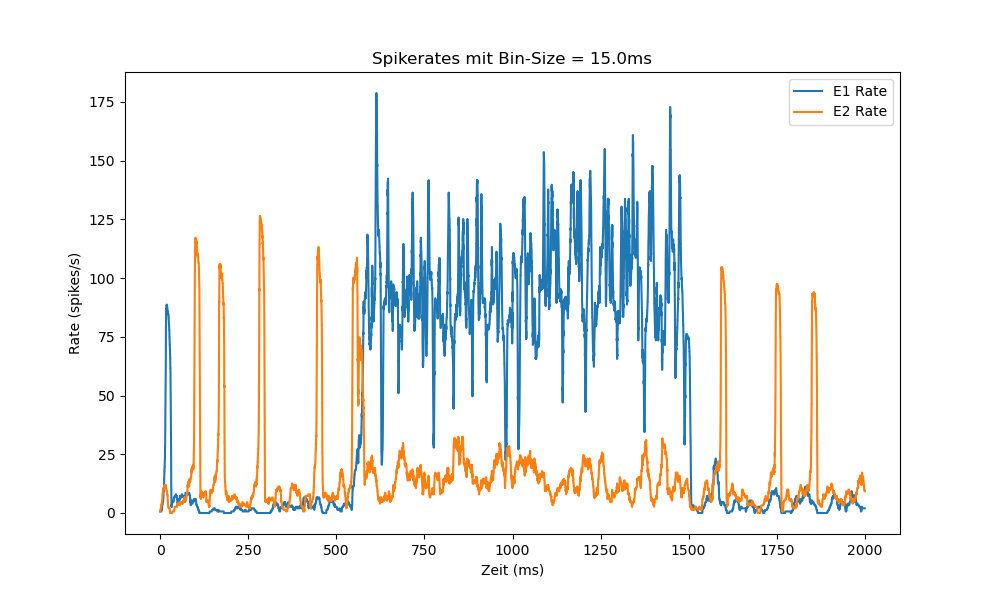 Spikerates mit Bin-Size = 15.0ms
E1 Rate
E2 Rate
Rate (spikes/s)
175
150
125
100
75
50
25
0
0 250 500 750 1000 1250 1500 1750 2000
Zeit (ms)